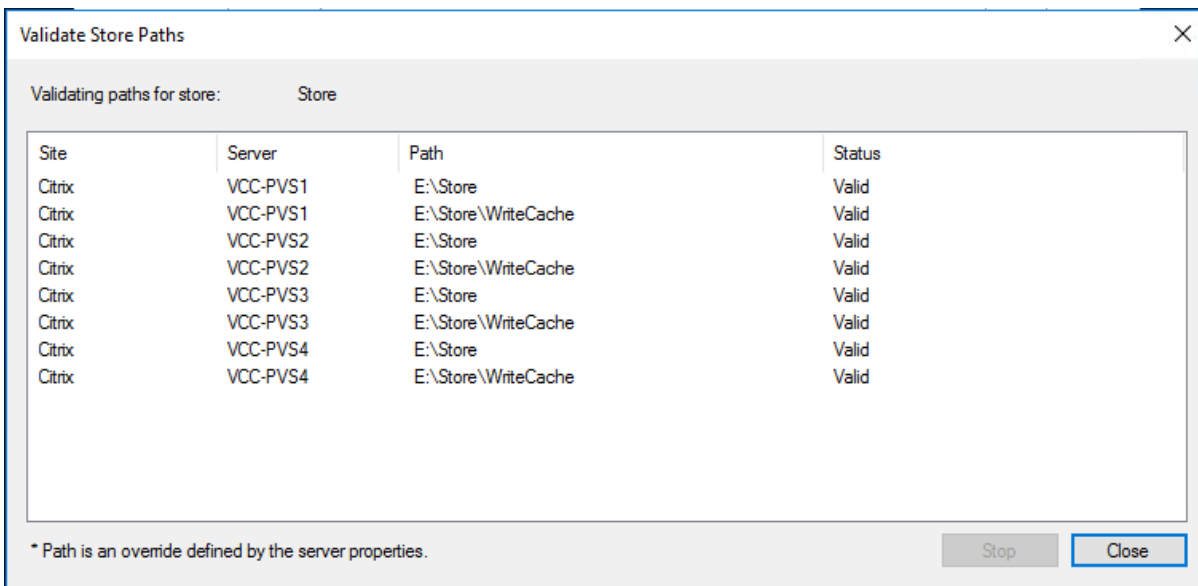 Validate Store Paths
Validating paths for store: Store
Site Server Path Status
Citrix VCC-PVS1 E:\Store Valid
Citrix VCC-PVS1 E:\Store\WriteCache Valid
Citrix VCC-PVS2 E:\Store Valid
Citrix VCC-PVS2 E:\Store\WriteCache Valid
Citrix VCC-PVS3 E:\Store Valid
Citrix VCC-PVS3 E:\Store\WriteCache Valid
Citrix VCC-PVS4 E:\Store Valid
Citrix VCC-PVS4 E:\Store\WriteCache Valid
* Path is an override defined by the server properties. Stop Close